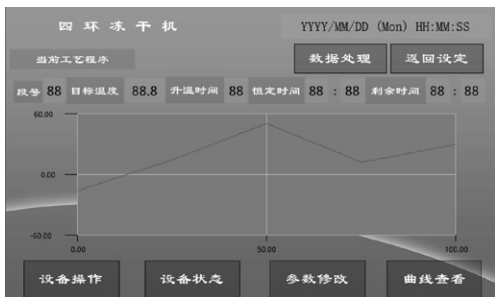 四环冻干机 YYYY/MM/DD (Mon) HH:MM:SS
当前工艺程序 数据处理 返回设定
段号 88 目标温度 88.8 升温时间 88 恒定时间 88 : 88 剩余时间 88 : 88
60.00
0.00
-60.00
0.00 50.00 100.00
设备操作 设备状态 参数修改 曲线查看